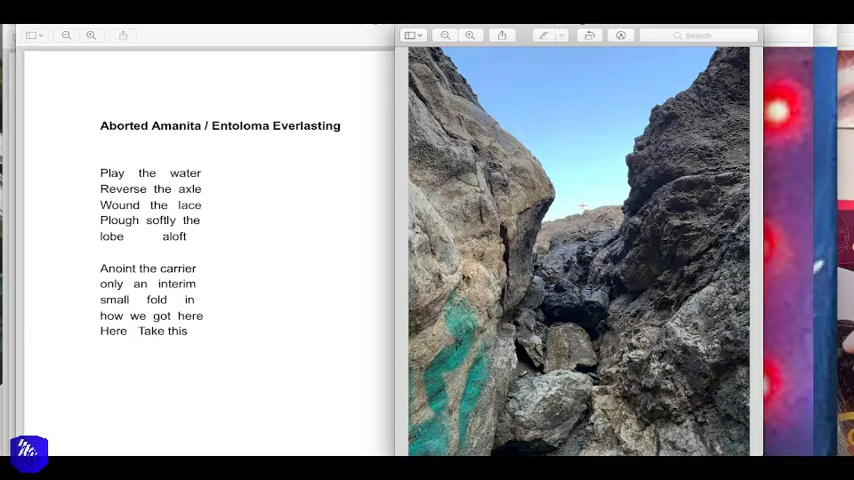 Search
Aborted Amanita / Entoloma Everlasting
Play the water
Reverse the axle
Wound the lace
Plough softly the
lobe aloft
Anoint the carrier
only an interim
small fold in
how we got here
Here Take this